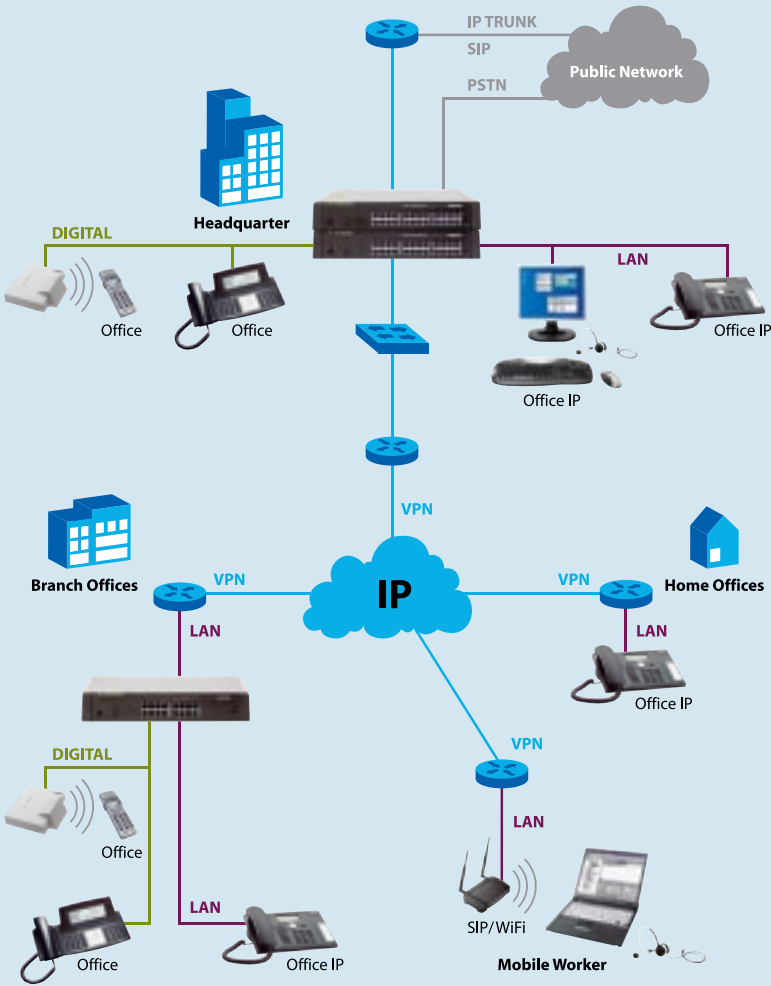 IP TRUNK
SIP
Public Network
PSTN
Headquarter
DIGITAL
LAN
Office
Office
Office IP
Office IP
VPN
Branch Offices
VPN
IP
VPN
Home Offices
LAN
LAN
Office IP
VPN
DIGITAL
LAN
Office
LAN
SIP/WiFi
Office
Office IP
Mobile Worker